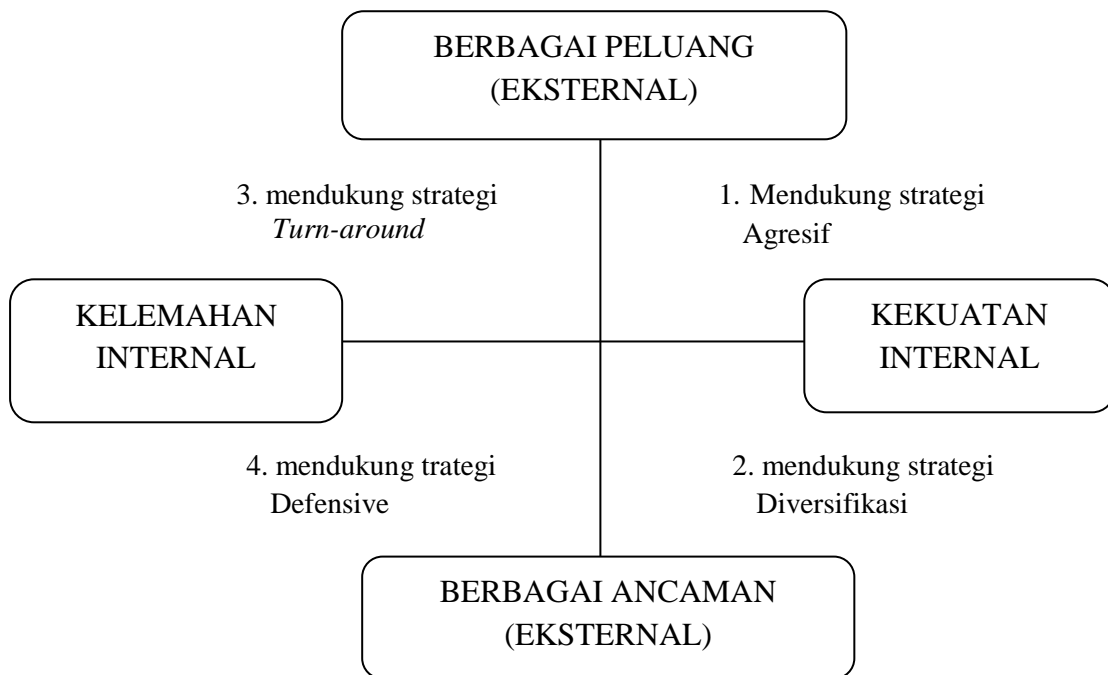 BERBAGAI PELUANG
(EKSTERNAL)
3. mendukung strategi
Turn-around
1. Mendukung strategi
Agresif
KELEMAHAN
INTERNAL
KEKUATAN
INTERNAL
4. mendukung trategi
Defensive
2. mendukung strategi
Diversifikasi
BERBAGAI ANCAMAN
(EKSTERNAL)